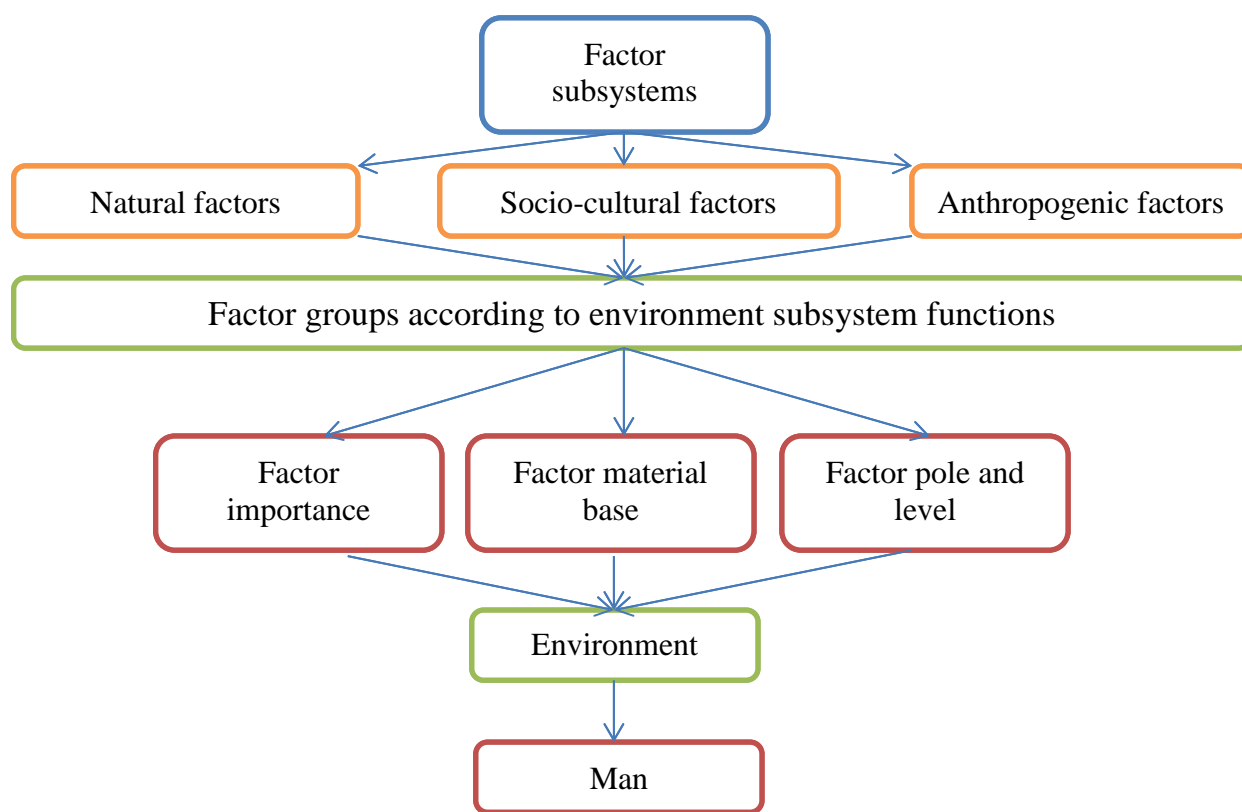 Factor
subsystems
Natural factors
Socio-cultural factors
Anthropogenic factors
Factor groups according to environment subsystem functions
Factor
importance
Factor material
base
Factor pole and
level
Environment
Man